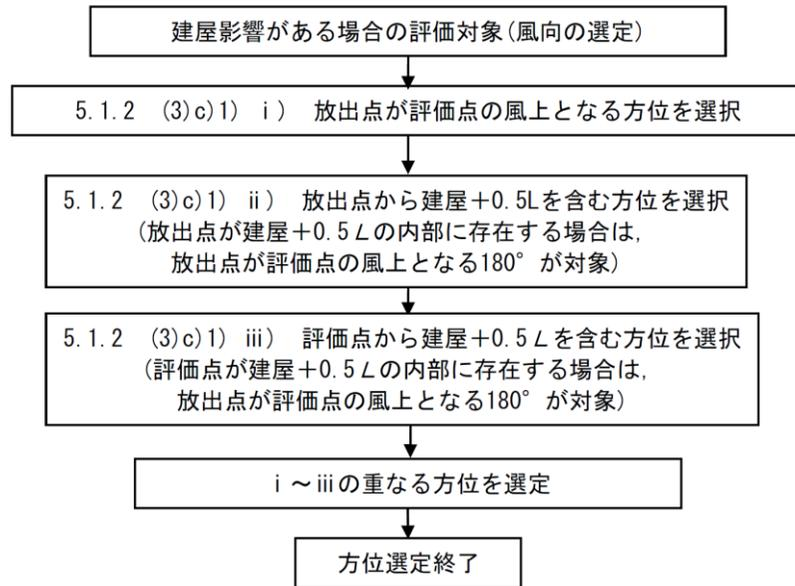 建屋影響がある場合の評価対象(風向の選定)
5.1.2 (3)c)1) ⅰ) 放出点が評価点の風上となる方位を選択
5.1.2 (3)c)1) ⅱ) 放出点から建屋＋0.5Lを含む方位を選択
(放出点が建屋＋0.5Lの内部に存在する場合は,
放出点が評価点の風上となる180°が対象)
5.1.2 (3)c)1) ⅲ) 評価点から建屋＋0.5Lを含む方位を選択
(評価点が建屋＋0.5Lの内部に存在する場合は,
放出点が評価点の風上となる180°が対象)
ⅰ～ⅲの重なる方位を選定
方位選定終了